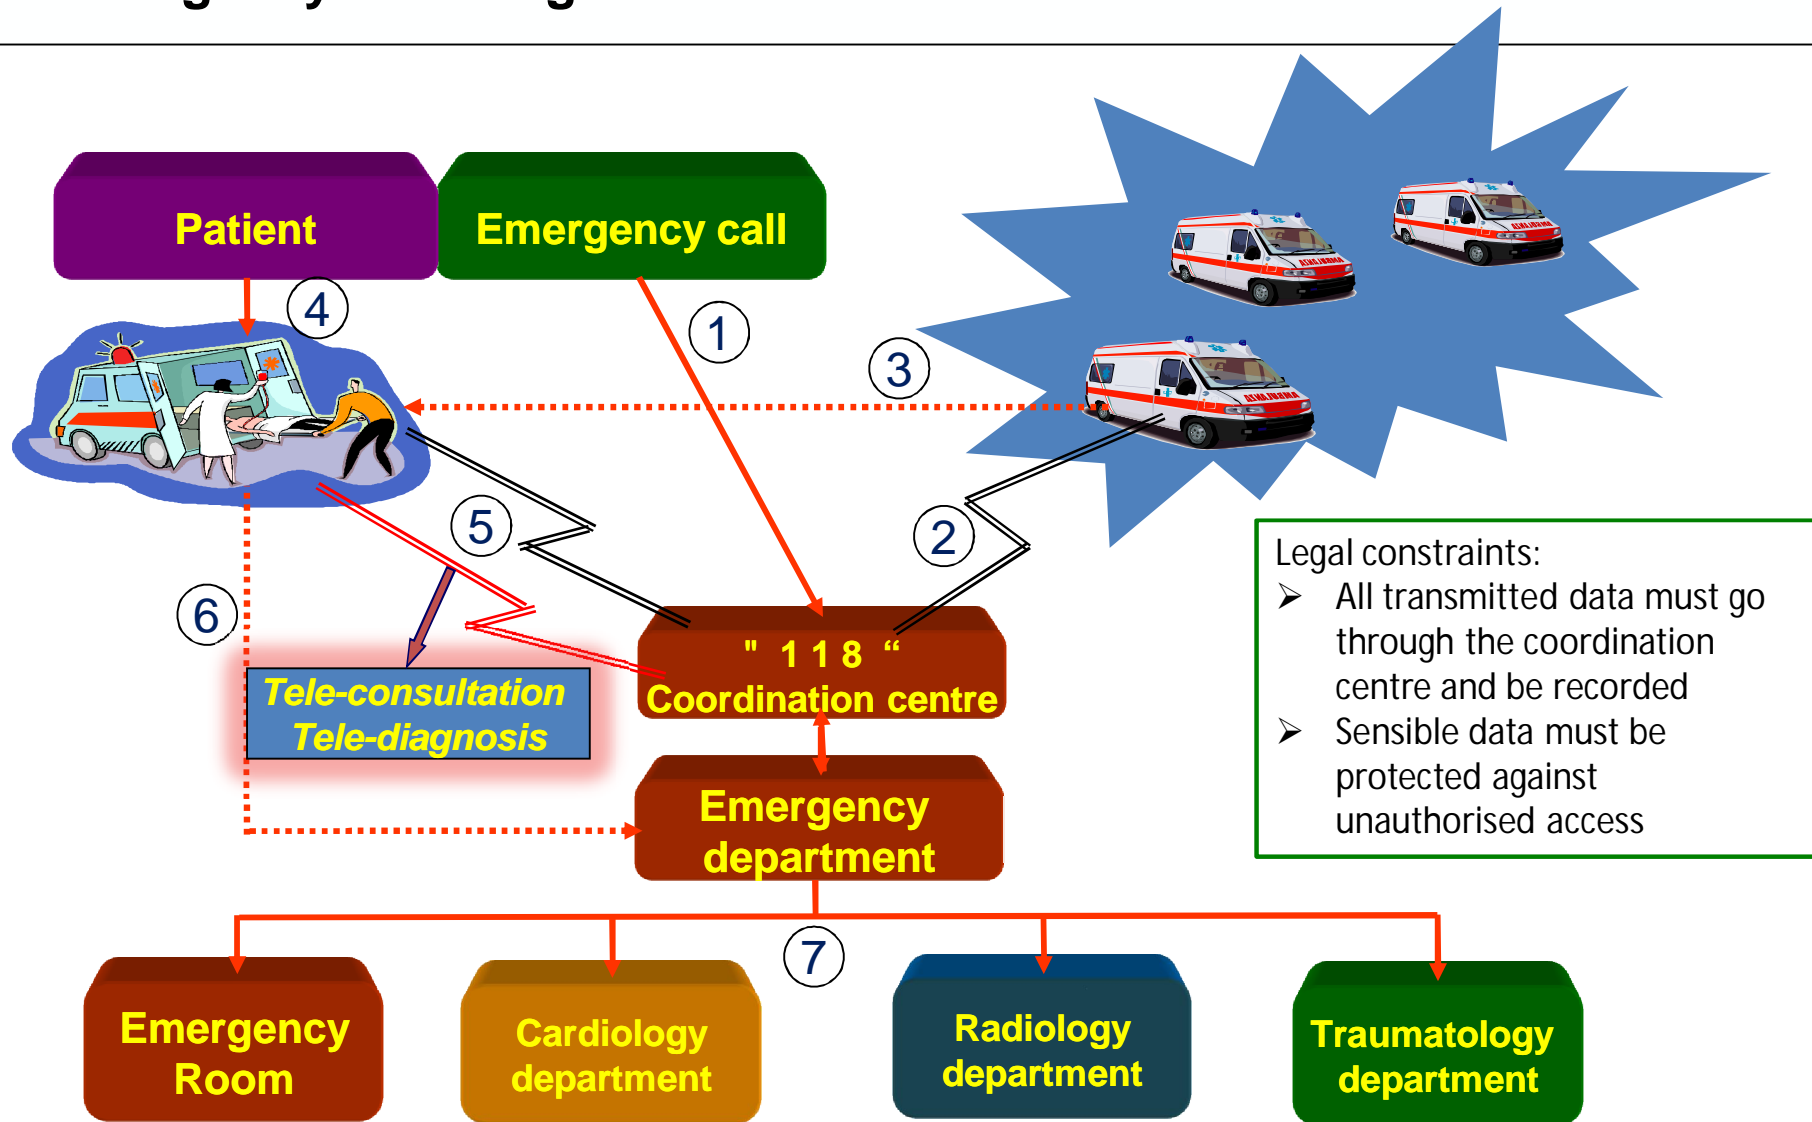 Patient
Emergency call
4
1
3
5
2
6
Legal constraints:
➢ All transmitted data must go
through the coordination
centre and be recorded
➢ Sensible data must be
protected against
unauthorised access
" 1 1 8 “
Coordination centre
Tele-consultation
Tele-diagnosis
Emergency
department
7
Emergency
Room
Cardiology
department
Radiology
department
Traumatology
department